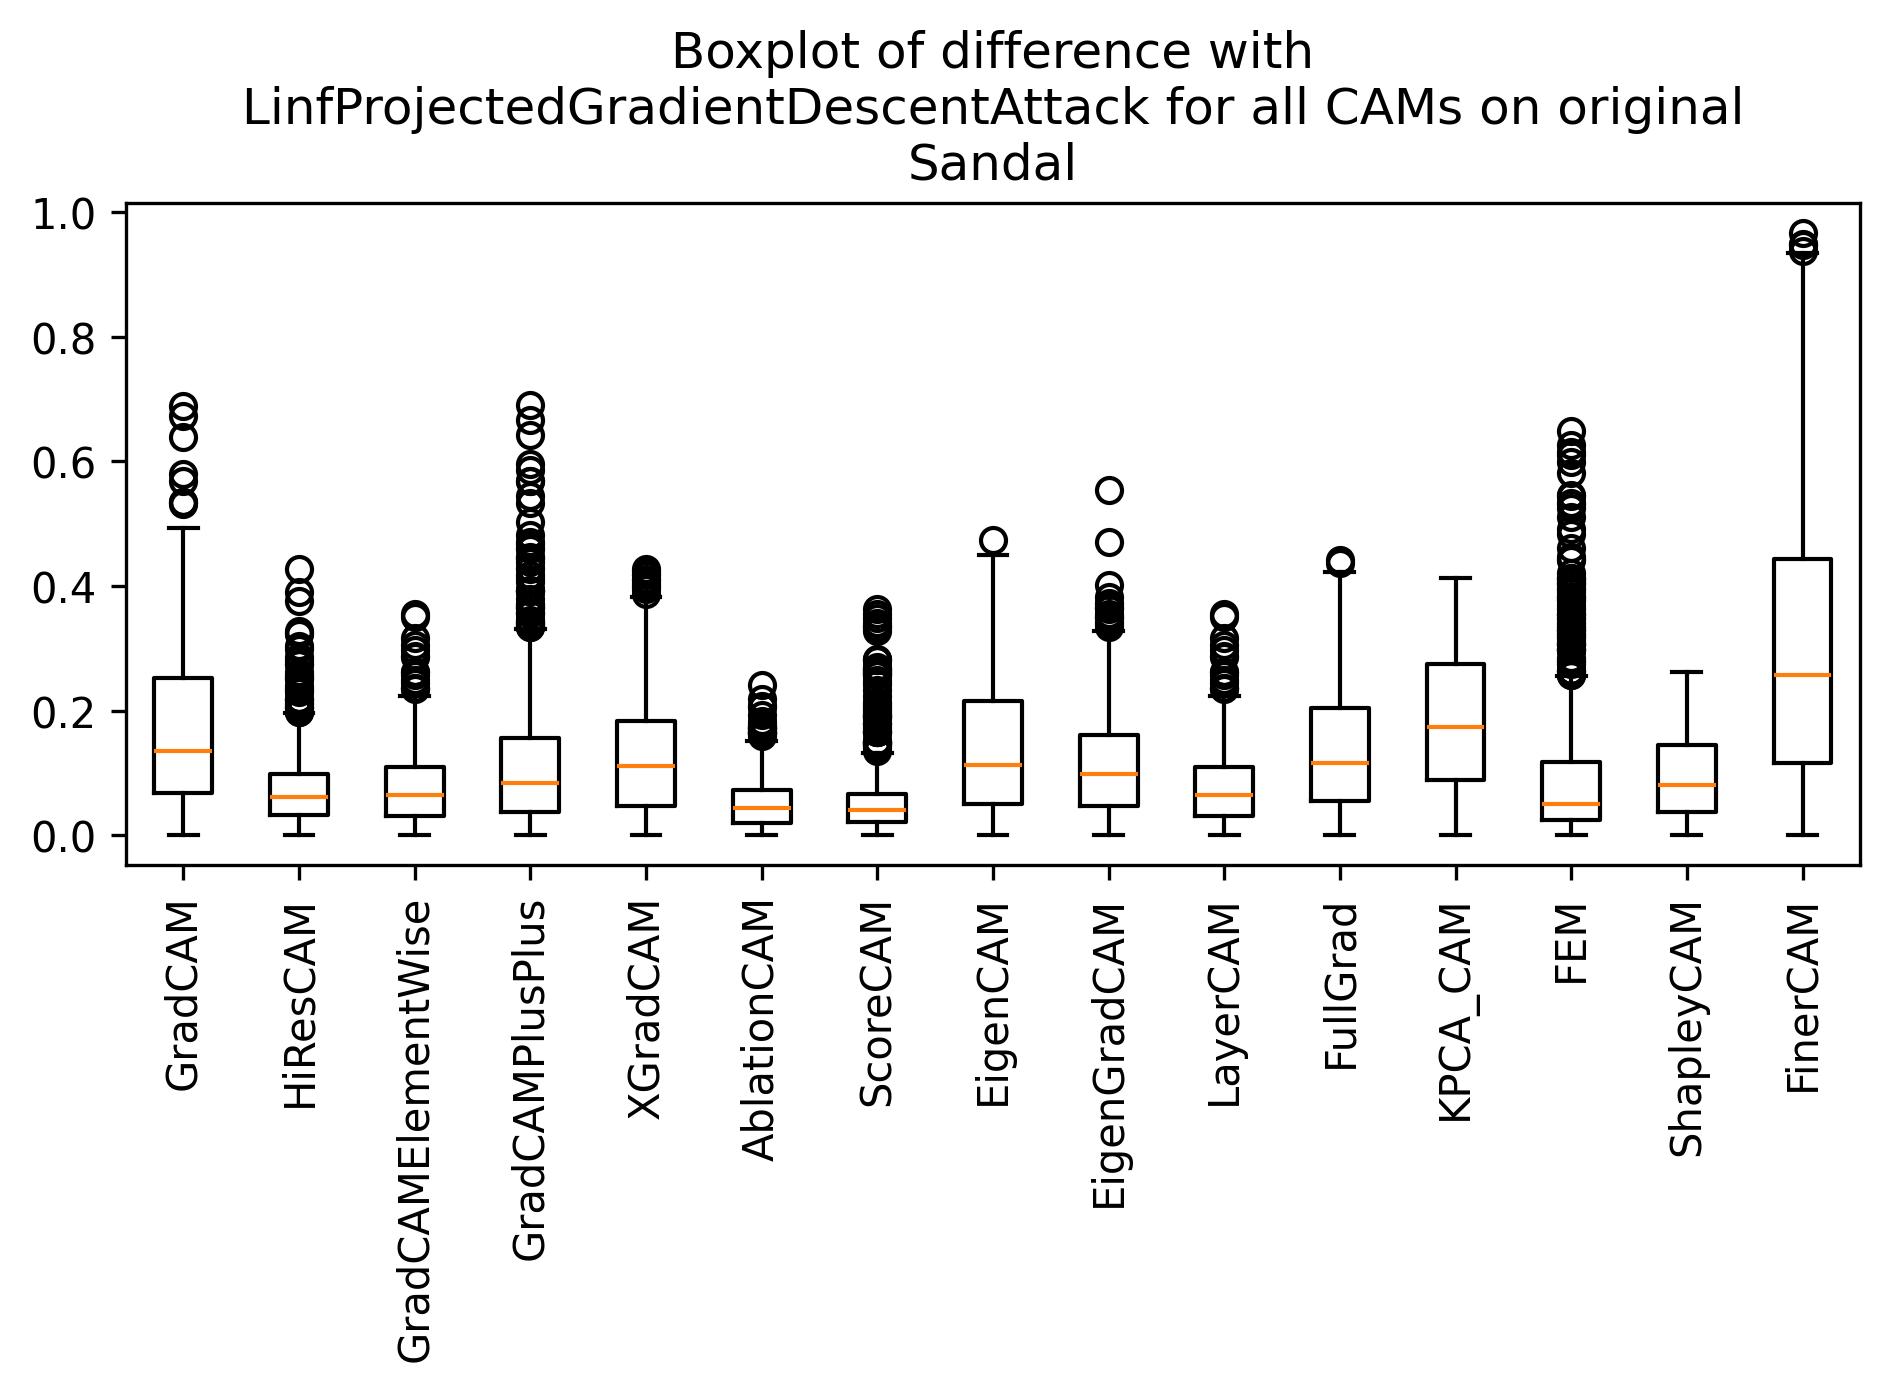 Boxplot of difference with
LinfProjectedGradientDescentAttack for all CAMs on original
Sandal
1.0
0.8
0.6
0.4
0.2
0.0
GradCAM
HiResCAM
GradCAMElementWise
GradCAMPlusPlus
XGradCAM
AblationCAM
ScoreCAM
EigenCAM
EigenGradCAM
LayerCAM
FullGrad
KPCA_CAM
FEM
ShapleyCAM
FinerCAM